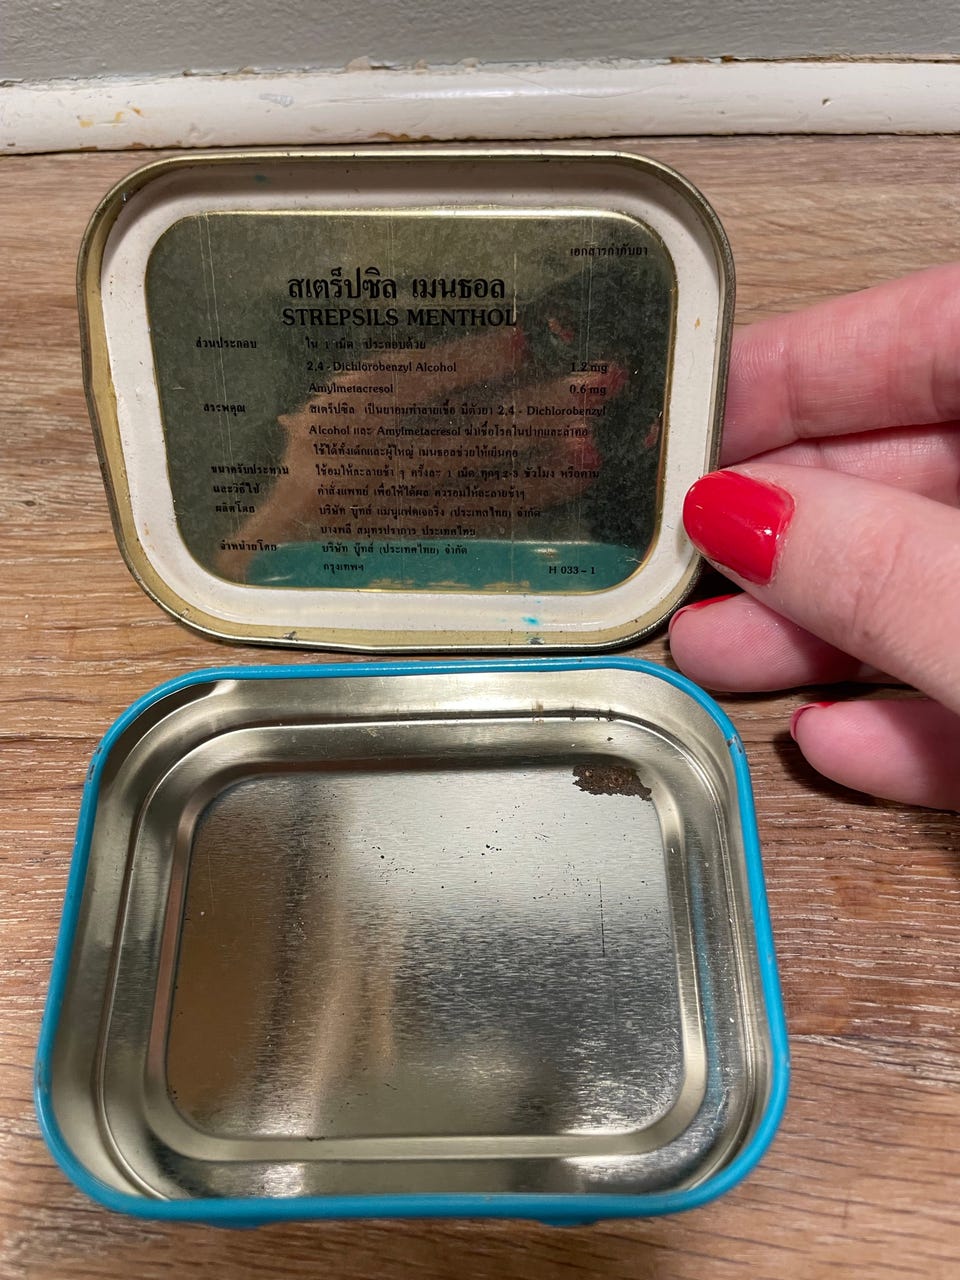 เอกสารกำกับยา
สเตร็ปซิล เมนธอล
STREPSILS MENTHOL
ส่วนประกอบ ใน 1 เม็ด ประกอบด้วย
2,4 - Dichlorobenzyl Alcohol 1.2 mg
Amylmetacresol 0.6 mg
สรรพคุณ สเตร็ปซิล เป็นยาอมทำลายเชื้อ มีตัวยา 2,4 - Dichlorobenzyl
Alcohol และ Amylmetacresol ฆ่าเชื้อโรคในปากและลำคอ
ใช้ได้ทั้งเด็กและผู้ใหญ่ เมนธอลช่วยให้เย็นคอ
ขนาดรับประทาน ใช้อมให้ละลายช้า ๆ ครั้งละ 1 เม็ด ทุกๆ 2-3 ชั่วโมง หรือตาม
และวิธีใช้ คำสั่งแพทย์ เพื่อให้ได้ผล ควรอมให้ละลายช้าๆ
ผลิตโดย บริษัท บู๊ทส์ แมนูแฟคเจอริ่ง (ประเทศไทย) จำกัด
บางพลี สมุทรปราการ ประเทศไทย
จำหน่ายโดย บริษัท บู๊ทส์ (ประเทศไทย) จำกัด
กรุงเทพฯ H 033-1